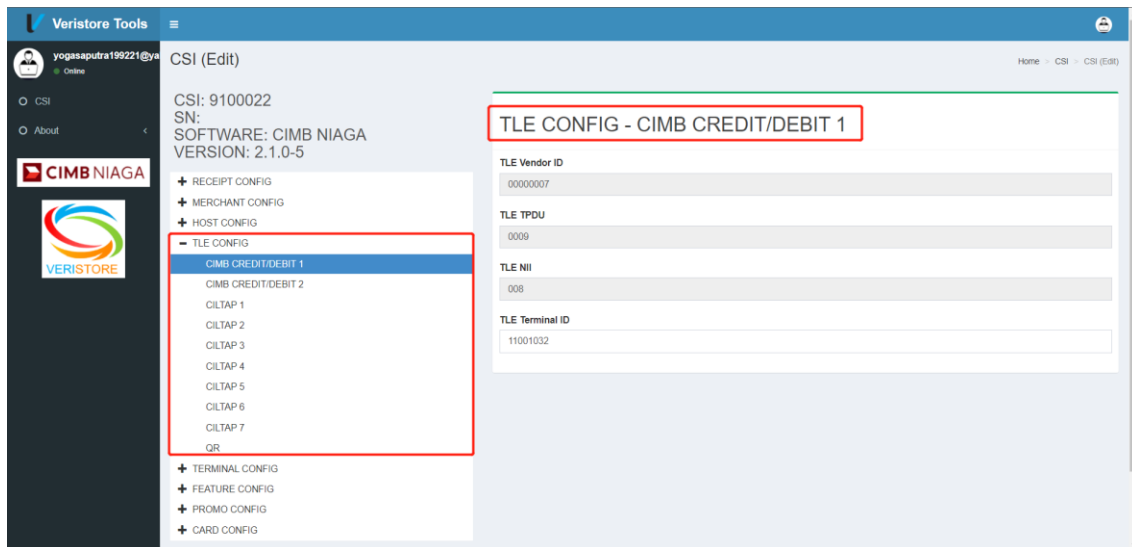 Veristore Tools
yogasaputra199221@ya
Online
CSI
About
CIMB NIAGA
VERISTORE
CSI (Edit)
Home > CSI > CSI (Edit)
CSI: 9100022
SN:
SOFTWARE: CIMB NIAGA
VERSION: 2.1.0-5
RECEIPT CONFIG
MERCHANT CONFIG
HOST CONFIG
TLE CONFIG
CIMB CREDIT/DEBIT 1
CIMB CREDIT/DEBIT 2
CILTAP 1
CILTAP 2
CILTAP 3
CILTAP 4
CILTAP 5
CILTAP 6
CILTAP 7
QR
TERMINAL CONFIG
FEATURE CONFIG
PROMO CONFIG
CARD CONFIG
TLE CONFIG - CIMB CREDIT/DEBIT 1
TLE Vendor ID
00000007
TLE TPDU
0009
TLE NII
008
TLE Terminal ID
11001032